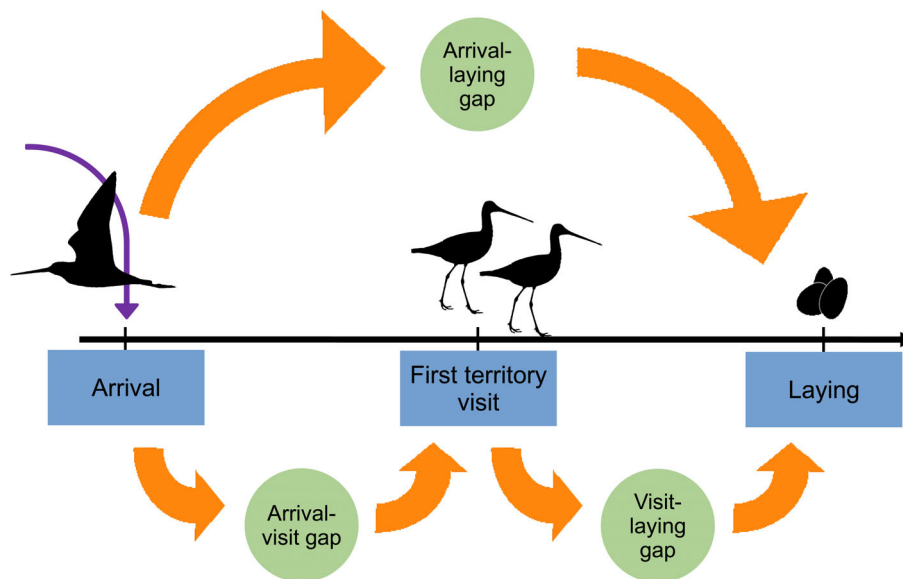 Arrival-
laying
gap
Arrival
First territory
visit
Laying
Arrival-
visit gap
Visit-
laying
gap